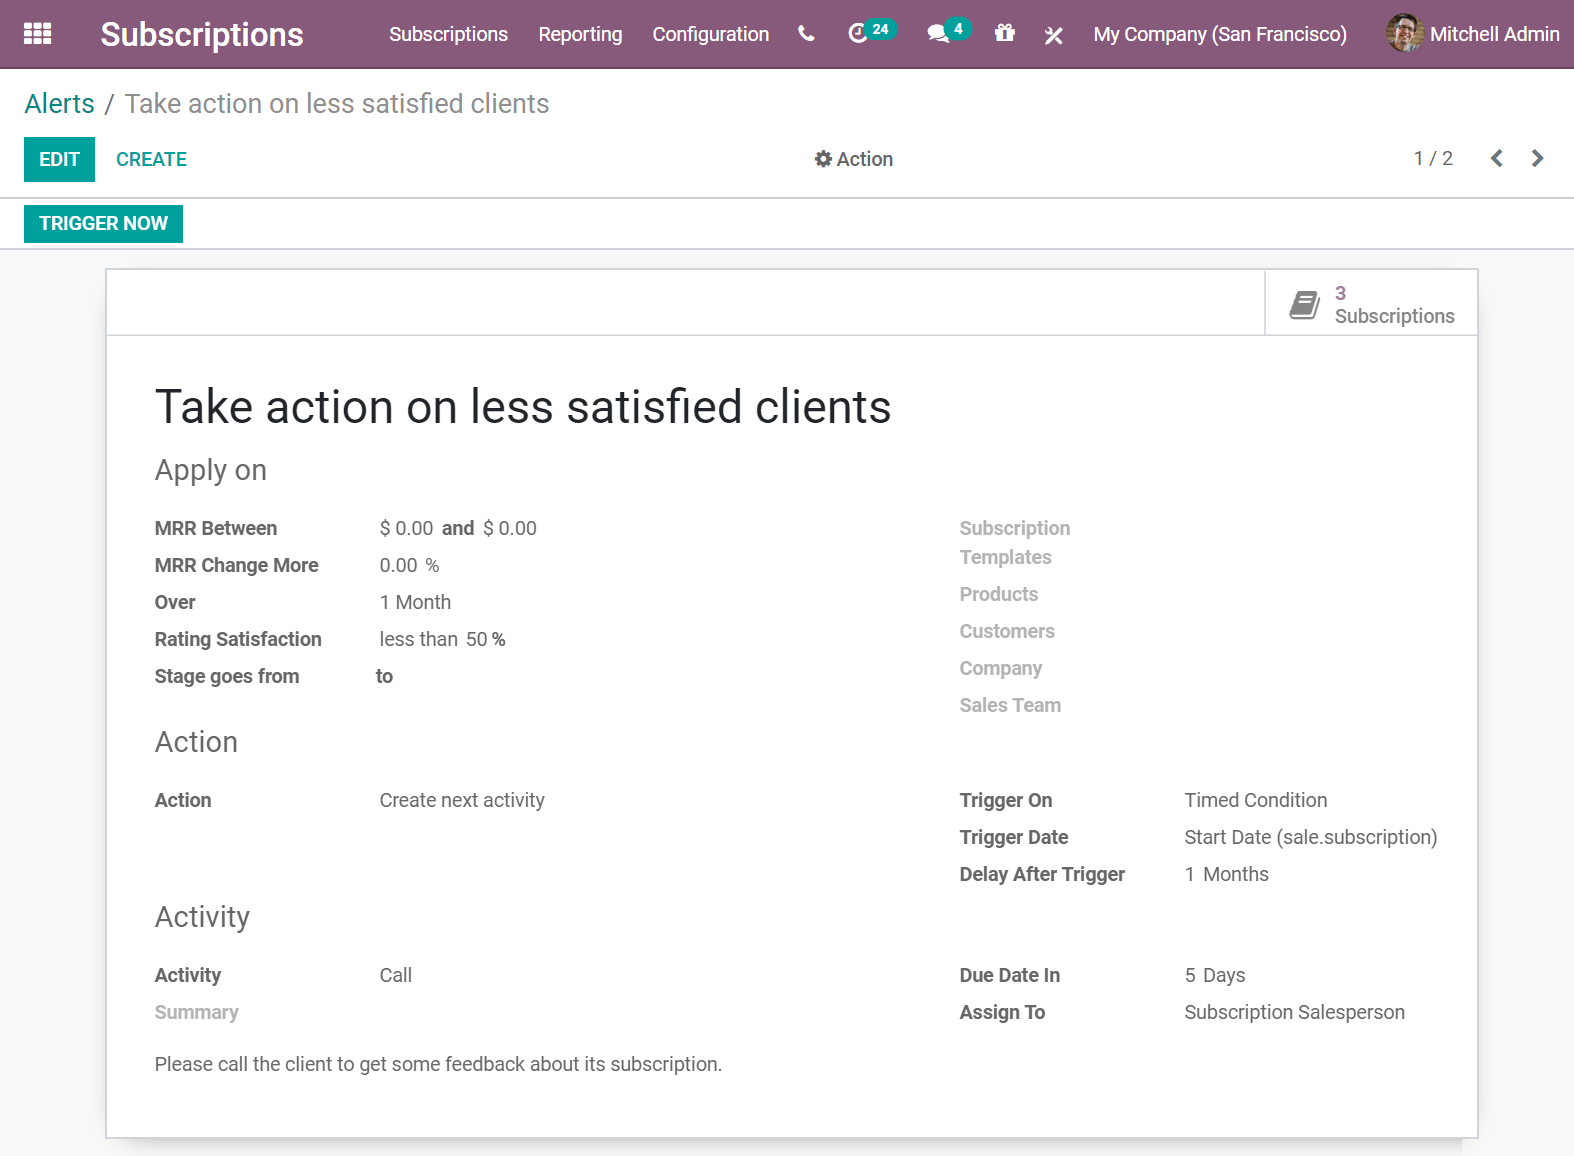 Subscriptions Subscriptions Reporting Configuration 24 4 My Company (San Francisco) Mitchell Admin
Alerts / Take action on less satisfied clients
EDIT CREATE Action 1 / 2
TRIGGER NOW
3
Subscriptions
Take action on less satisfied clients
Apply on
MRR Between $ 0.00 and $ 0.00
MRR Change More 0.00 %
Over 1 Month
Rating Satisfaction less than 50 %
Stage goes from to
Subscription
Templates
Products
Customers
Company
Sales Team
Action
Action Create next activity
Trigger On Timed Condition
Trigger Date Start Date (sale.subscription)
Delay After Trigger 1 Months
Activity
Activity Call
Summary
Due Date In 5 Days
Assign To Subscription Salesperson
Please call the client to get some feedback about its subscription.